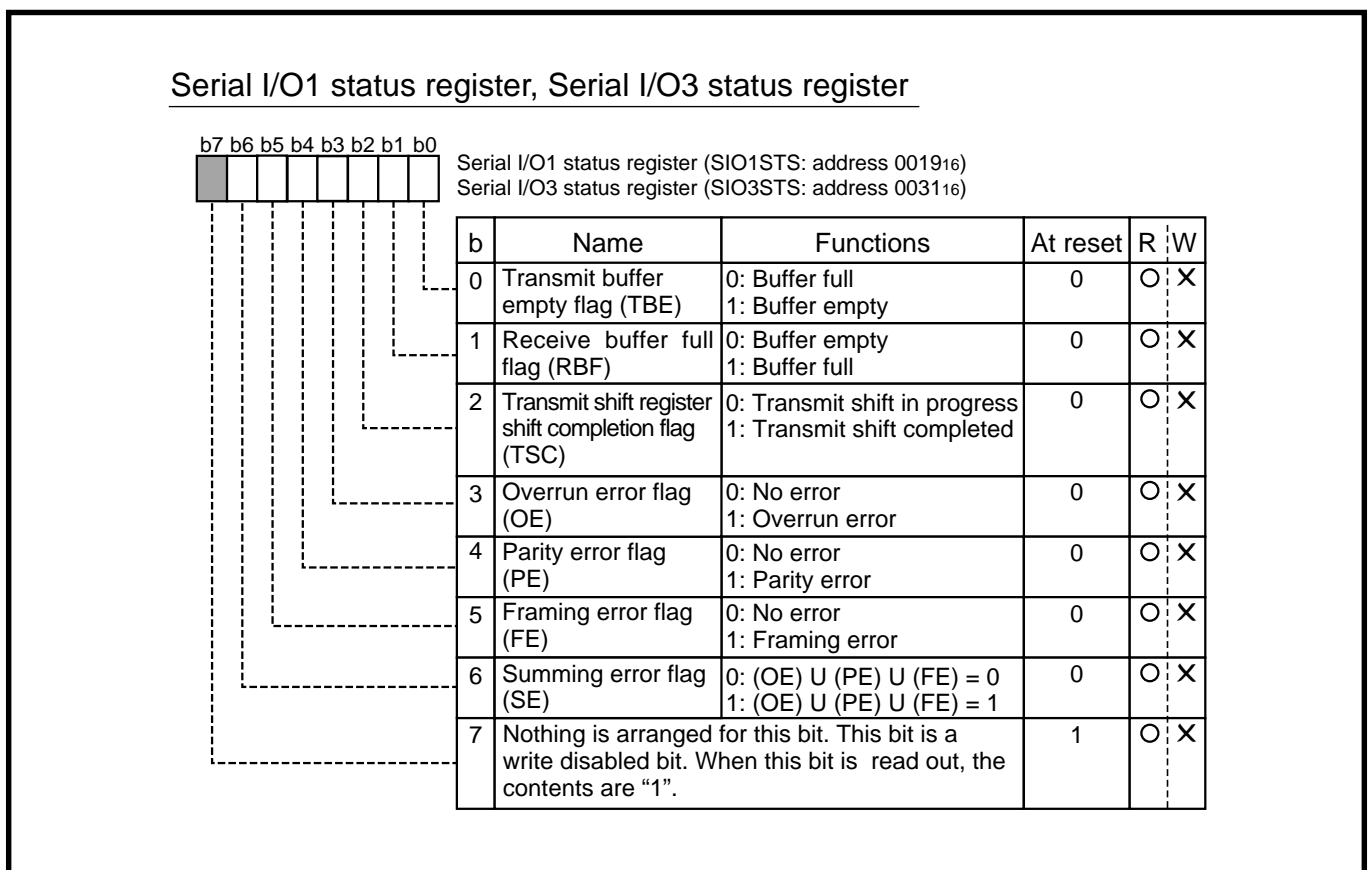 Serial I/O1 status register, Serial I/O3 status register
b7 b6 b5 b4 b3 b2 b1 b0
Serial I/O1 status register (SIO1STS: address 001916)
Serial I/O3 status register (SIO3STS: address 003116)
b Name Functions At reset R W
0 Transmit buffer 0: Buffer full 0 O X
empty flag (TBE) 1: Buffer empty
1 Receive buffer full 0: Buffer empty 0 O X
flag (RBF) 1: Buffer full
2 Transmit shift register 0: Transmit shift in progress 0 O X
shift completion flag 1: Transmit shift completed
(TSC)
3 Overrun error flag 0: No error 0 O X
(OE) 1: Overrun error
4 Parity error flag 0: No error 0 O X
(PE) 1: Parity error
5 Framing error flag 0: No error 0 O X
(FE) 1: Framing error
6 Summing error flag 0: (OE) U (PE) U (FE) = 0 0 O X
(SE) 1: (OE) U (PE) U (FE) = 1
7 Nothing is arranged for this bit. This bit is a 1 O X
write disabled bit. When this bit is read out, the
contents are “1”.